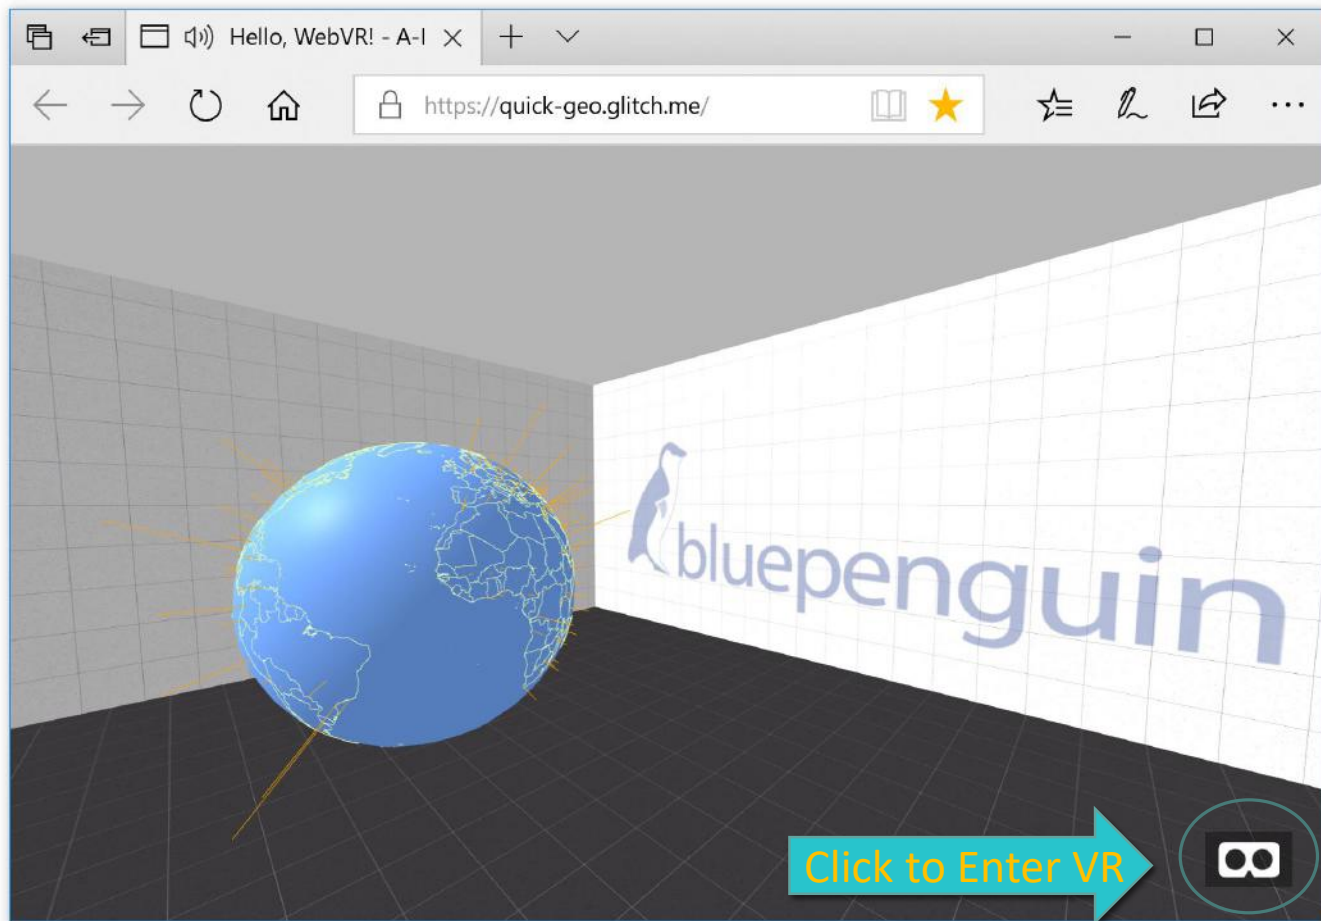 Hello, WebVR! - A-I
https://quick-geo.glitch.me/
bluepenguin
Click to Enter VR